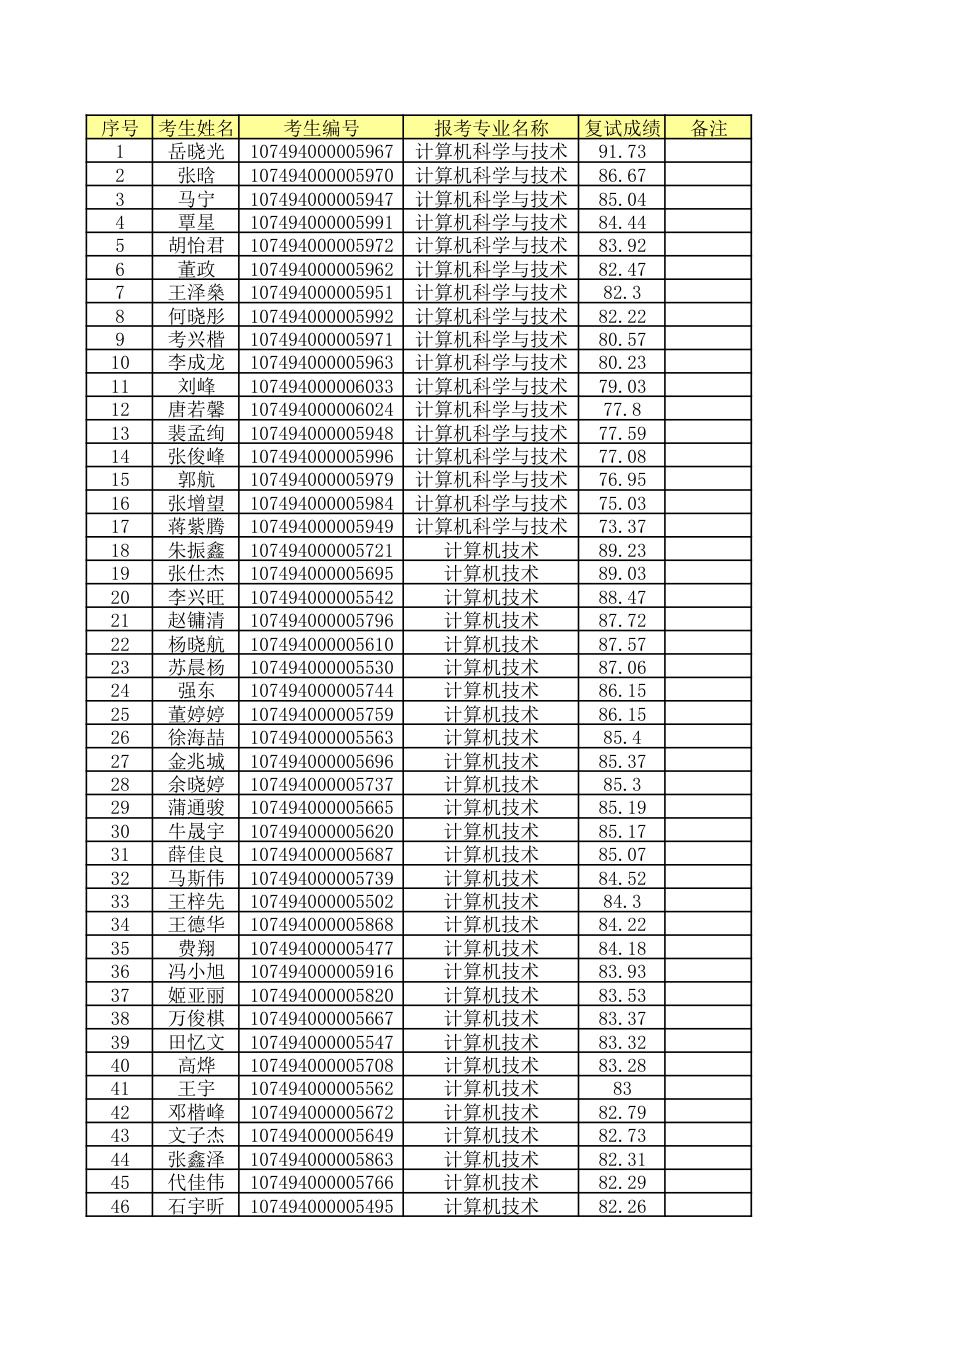 序号 考生姓名 考生编号 报考专业名称 复试成绩 备注
1 岳晓光 107494000005967 计算机科学与技术 91.73
2 张晗 107494000005970 计算机科学与技术 86.67
3 马宁 107494000005947 计算机科学与技术 85.04
4 覃星 107494000005991 计算机科学与技术 84.44
5 胡怡君 107494000005972 计算机科学与技术 83.92
6 董政 107494000005962 计算机科学与技术 82.47
7 王泽燊 107494000005951 计算机科学与技术 82.3
8 何晓彤 107494000005992 计算机科学与技术 82.22
9 考兴楷 107494000005971 计算机科学与技术 80.57
10 李成龙 107494000005963 计算机科学与技术 80.23
11 刘峰 107494000006033 计算机科学与技术 79.03
12 唐若馨 107494000006024 计算机科学与技术 77.8
13 裴孟绚 107494000005948 计算机科学与技术 77.59
14 张俊峰 107494000005996 计算机科学与技术 77.08
15 郭航 107494000005979 计算机科学与技术 76.95
16 张增望 107494000005984 计算机科学与技术 75.03
17 蒋紫腾 107494000005949 计算机科学与技术 73.37
18 朱振鑫 107494000005721 计算机技术 89.23
19 张仕杰 107494000005695 计算机技术 89.03
20 李兴旺 107494000005542 计算机技术 88.47
21 赵镛清 107494000005796 计算机技术 87.72
22 杨晓航 107494000005610 计算机技术 87.57
23 苏晨杨 107494000005530 计算机技术 87.06
24 强东 107494000005744 计算机技术 86.15
25 董婷婷 107494000005759 计算机技术 86.15
26 徐海喆 107494000005563 计算机技术 85.4
27 金兆城 107494000005696 计算机技术 85.37
28 余晓婷 107494000005737 计算机技术 85.3
29 蒲通骏 107494000005665 计算机技术 85.19
30 牛晟宇 107494000005620 计算机技术 85.17
31 薛佳良 107494000005687 计算机技术 85.07
32 马斯伟 107494000005739 计算机技术 84.52
33 王梓先 107494000005502 计算机技术 84.3
34 王德华 107494000005868 计算机技术 84.22
35 费翔 107494000005477 计算机技术 84.18
36 冯小旭 107494000005916 计算机技术 83.93
37 姬亚丽 107494000005820 计算机技术 83.53
38 万俊棋 107494000005667 计算机技术 83.37
39 田忆文 107494000005547 计算机技术 83.32
40 高烨 107494000005708 计算机技术 83.28
41 王宇 107494000005562 计算机技术 83
42 邓楷峰 107494000005672 计算机技术 82.79
43 文子杰 107494000005649 计算机技术 82.73
44 张鑫泽 107494000005863 计算机技术 82.31
45 代佳伟 107494000005766 计算机技术 82.29
46 石宇昕 107494000005495 计算机技术 82.26